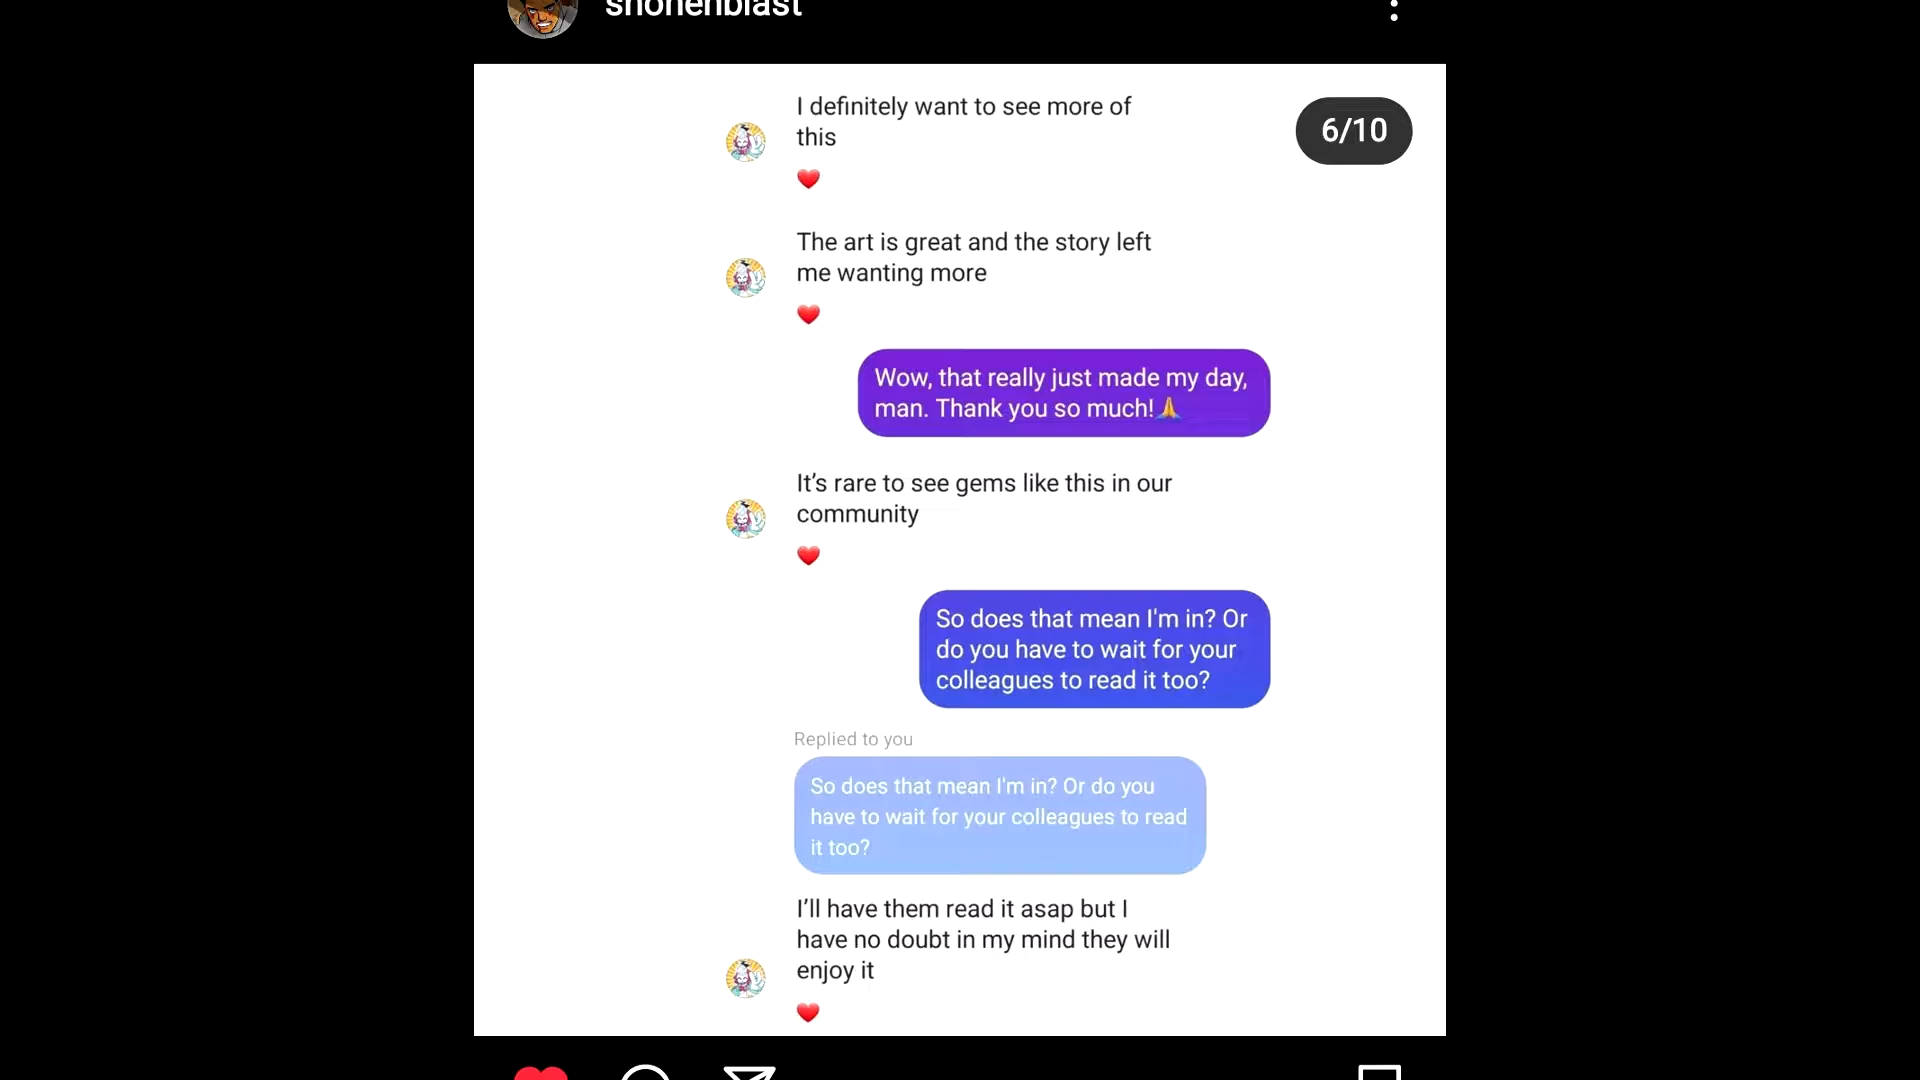 shonenblast
I definitely want to see more of
this
6/10
The art is great and the story left
me wanting more
Wow, that really just made my day,
man. Thank you so much!🙏
It's rare to see gems like this in our
community
So does that mean I'm in? Or
do you have to wait for your
colleagues to read it too?
Replied to you
So does that mean I'm in? Or do you
have to wait for your colleagues to read
it too?
I'll have them read it asap but I
have no doubt in my mind they will
enjoy it